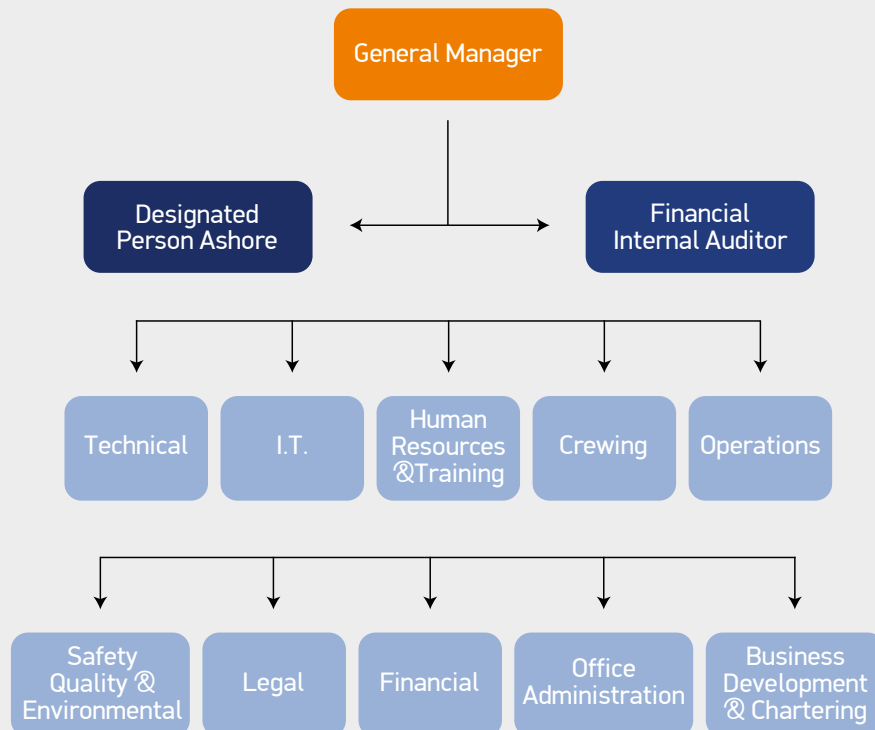 General Manager
Designated
Person Ashore
Financial
Internal Auditor
Technical
I.T.
Human
Resources
&Training
Crewing
Operations
Safety
Quality &
Environmental
Legal
Financial
Office
Administration
Business
Development
& Chartering